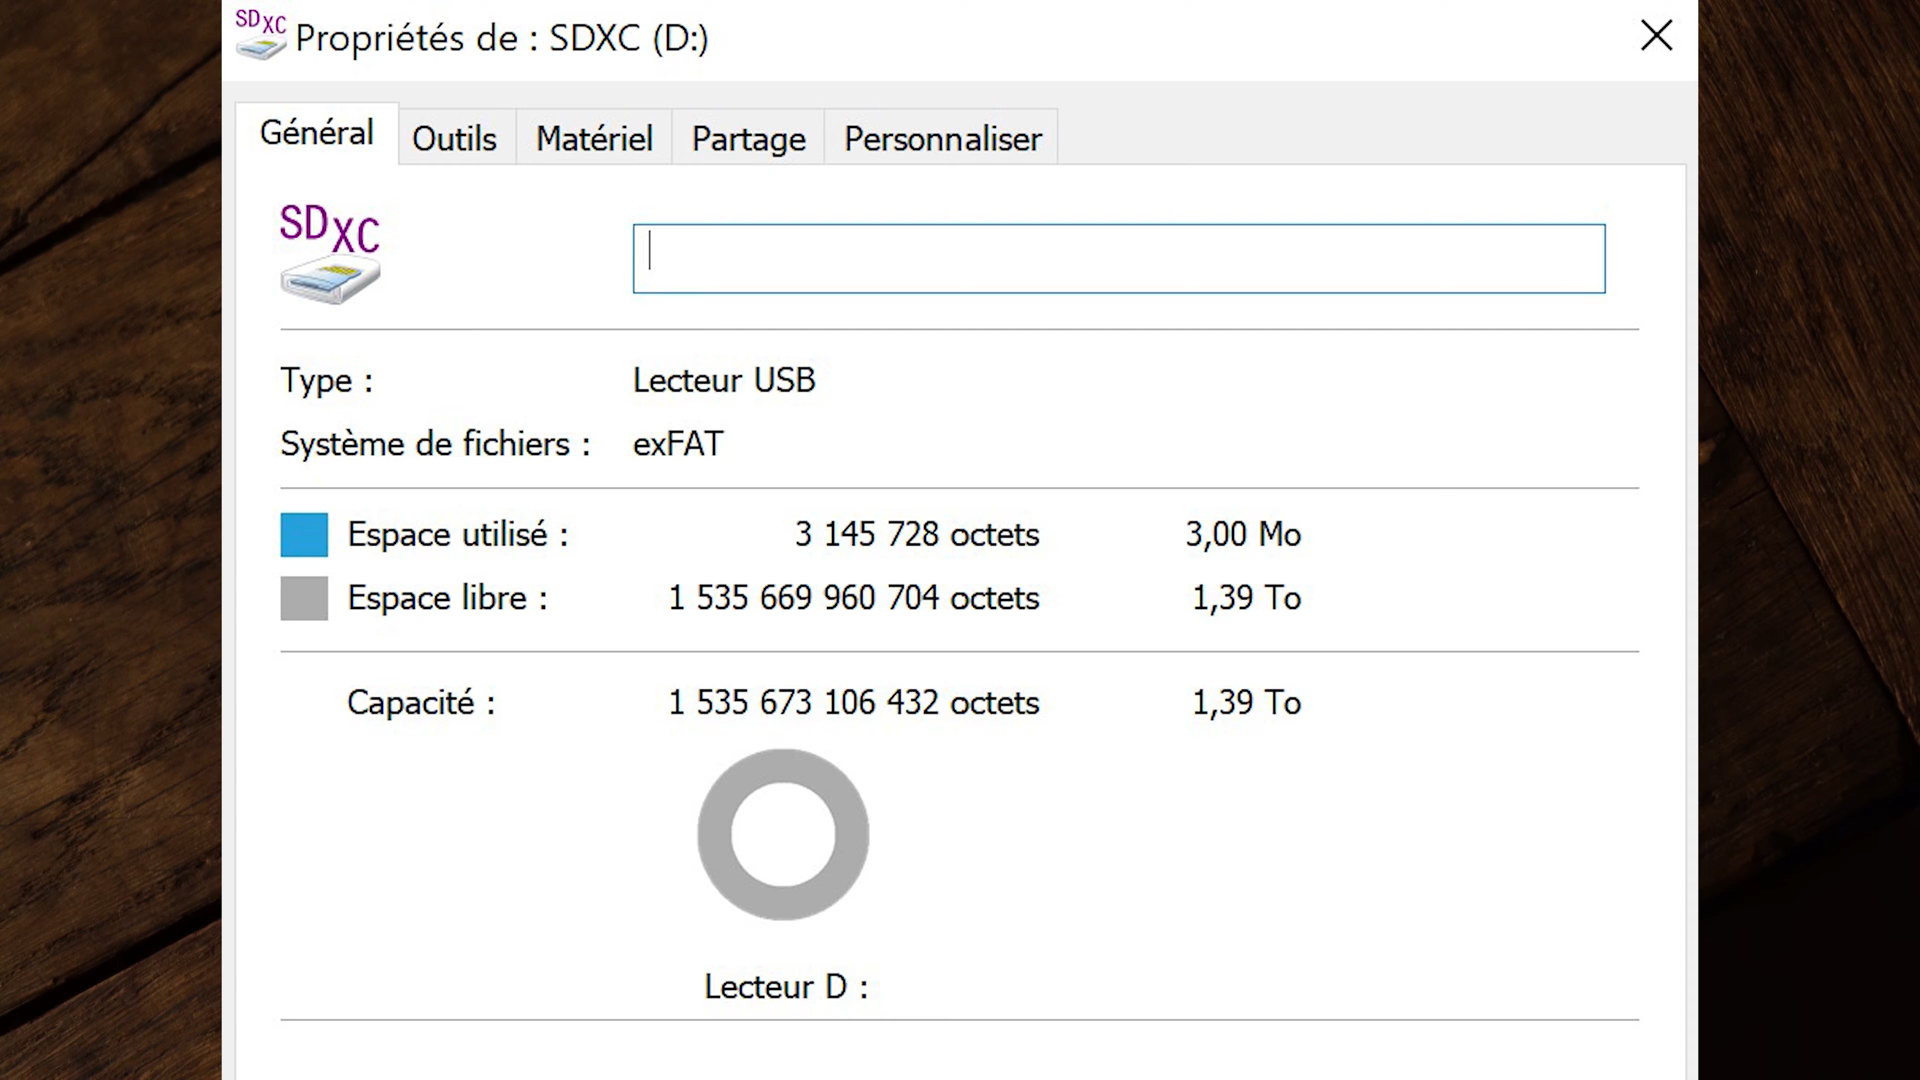 SDXC
Propriétés de : SDXC (D:)
Général Outils Matériel Partage Personnaliser
SDXC
Type : Lecteur USB
Système de fichiers : exFAT
Espace utilisé : 3 145 728 octets 3,00 Mo
Espace libre : 1 535 669 960 704 octets 1,39 To
Capacité : 1 535 673 106 432 octets 1,39 To
Lecteur D :